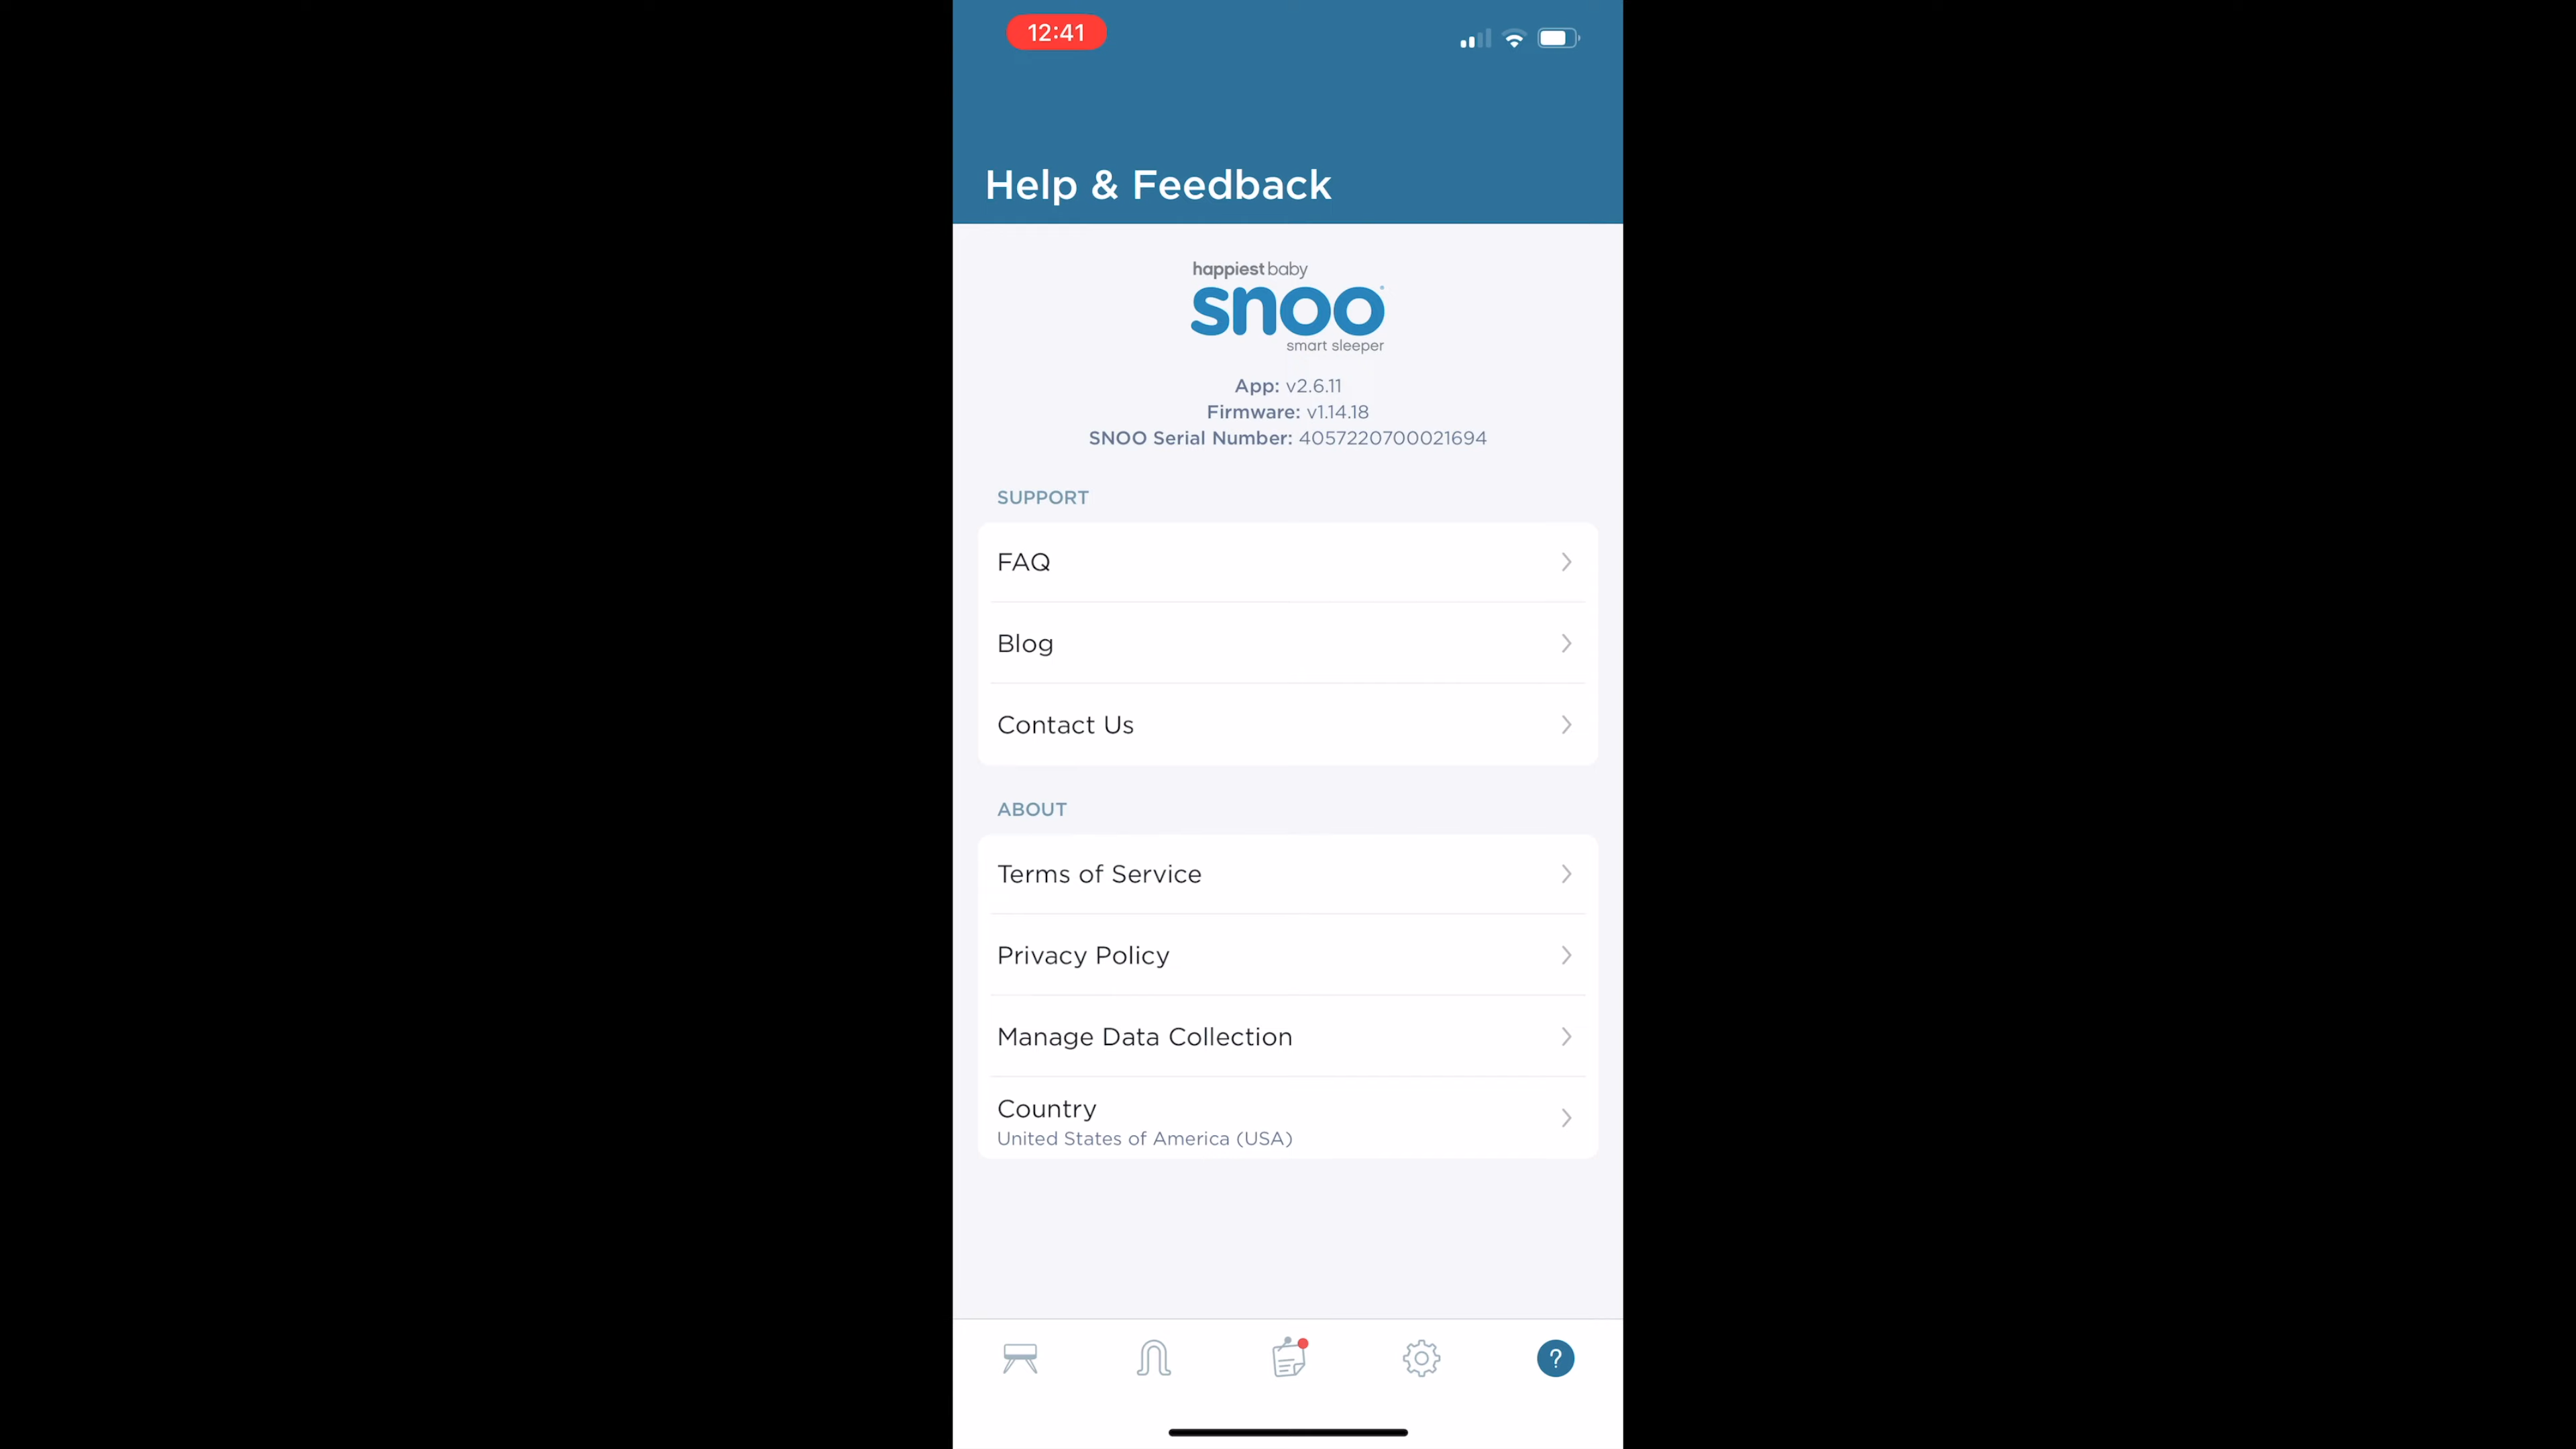 12:41
Help & Feedback
happiest baby
snoo
smart sleeper
App: v2.6.11
Firmware: v1.14.18
SNOO Serial Number: 4057220700021694
SUPPORT
FAQ
Blog
Contact Us
ABOUT
Terms of Service
Privacy Policy
Manage Data Collection
Country
United States of America (USA)
?